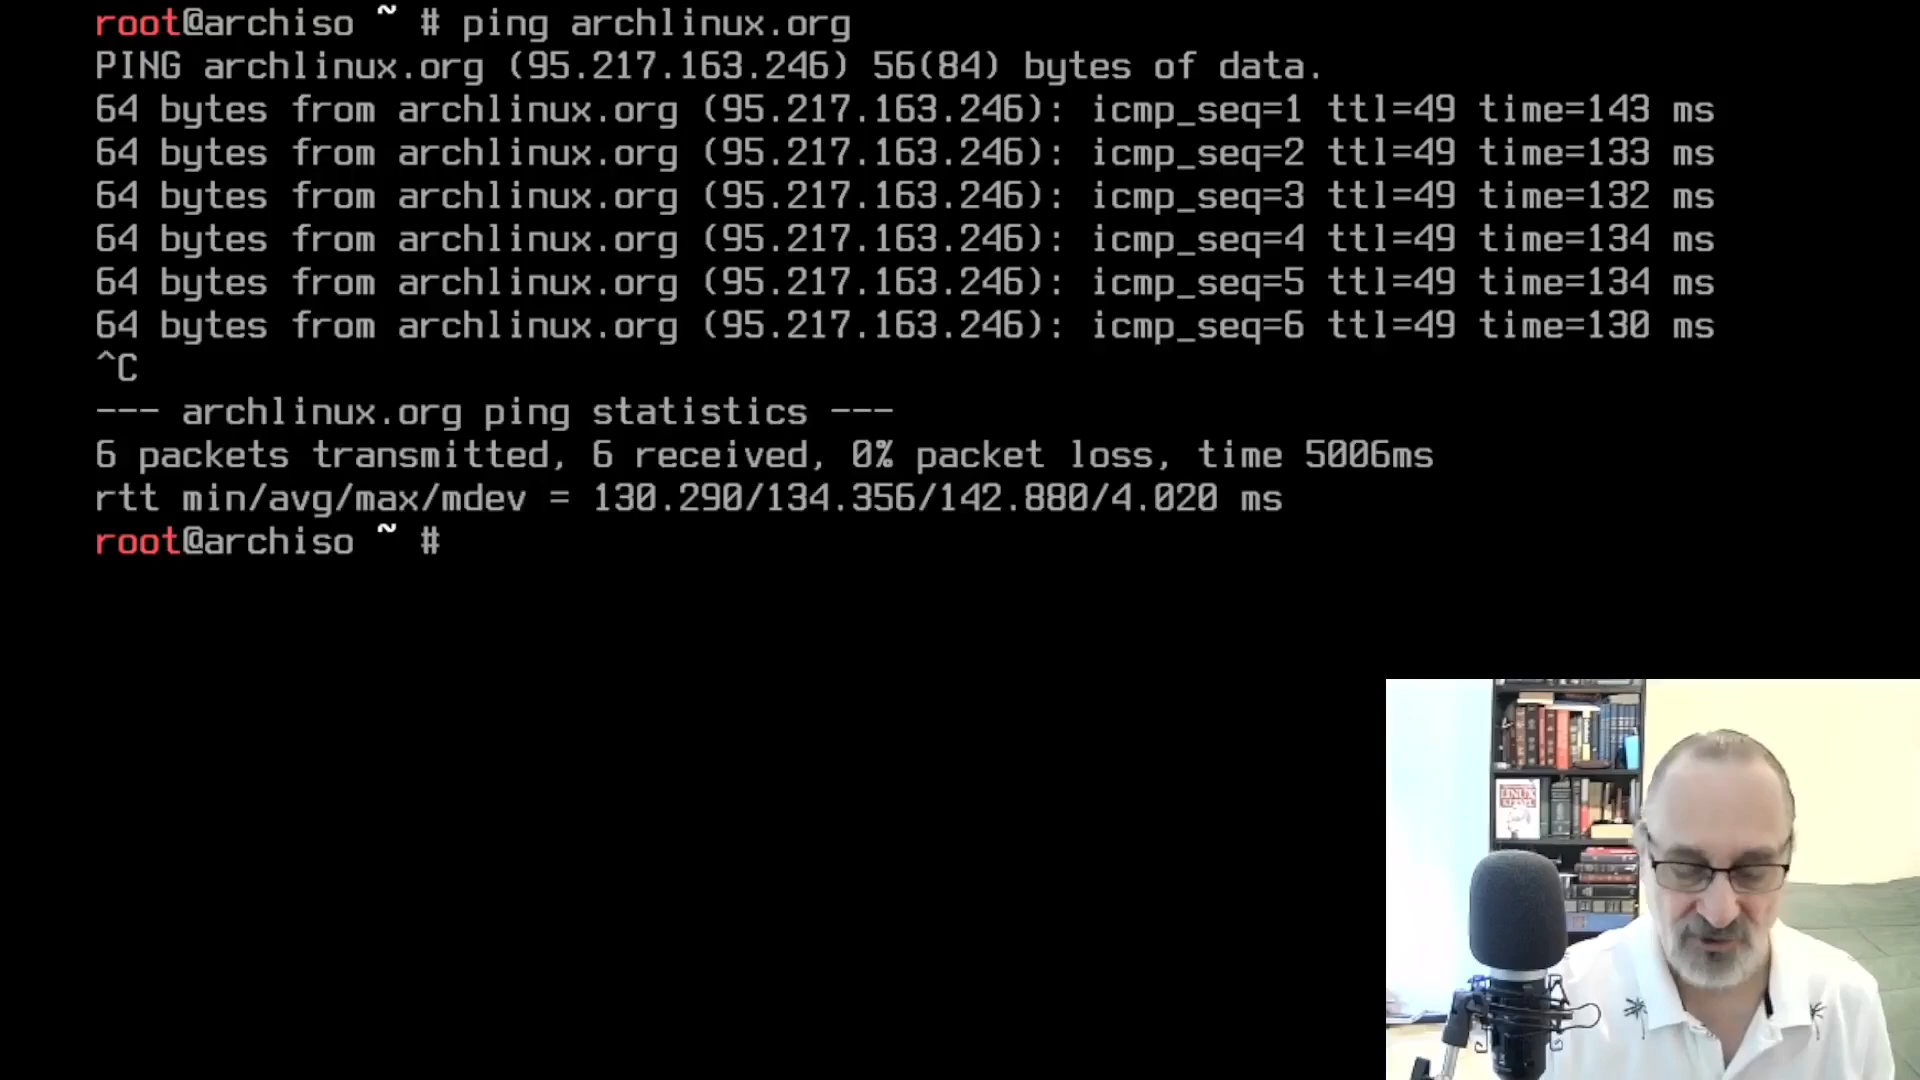 root@archiso ~ # ping archlinux.org
PING archlinux.org (95.217.163.246) 56(84) bytes of data.
64 bytes from archlinux.org (95.217.163.246): icmp_seq=1 ttl=49 time=143 ms
64 bytes from archlinux.org (95.217.163.246): icmp_seq=2 ttl=49 time=133 ms
64 bytes from archlinux.org (95.217.163.246): icmp_seq=3 ttl=49 time=132 ms
64 bytes from archlinux.org (95.217.163.246): icmp_seq=4 ttl=49 time=134 ms
64 bytes from archlinux.org (95.217.163.246): icmp_seq=5 ttl=49 time=134 ms
64 bytes from archlinux.org (95.217.163.246): icmp_seq=6 ttl=49 time=130 ms
^C
--- archlinux.org ping statistics ---
6 packets transmitted, 6 received, 0% packet loss, time 5006ms
rtt min/avg/max/mdev = 130.290/134.356/142.880/4.020 ms
root@archiso ~ #
LINUX